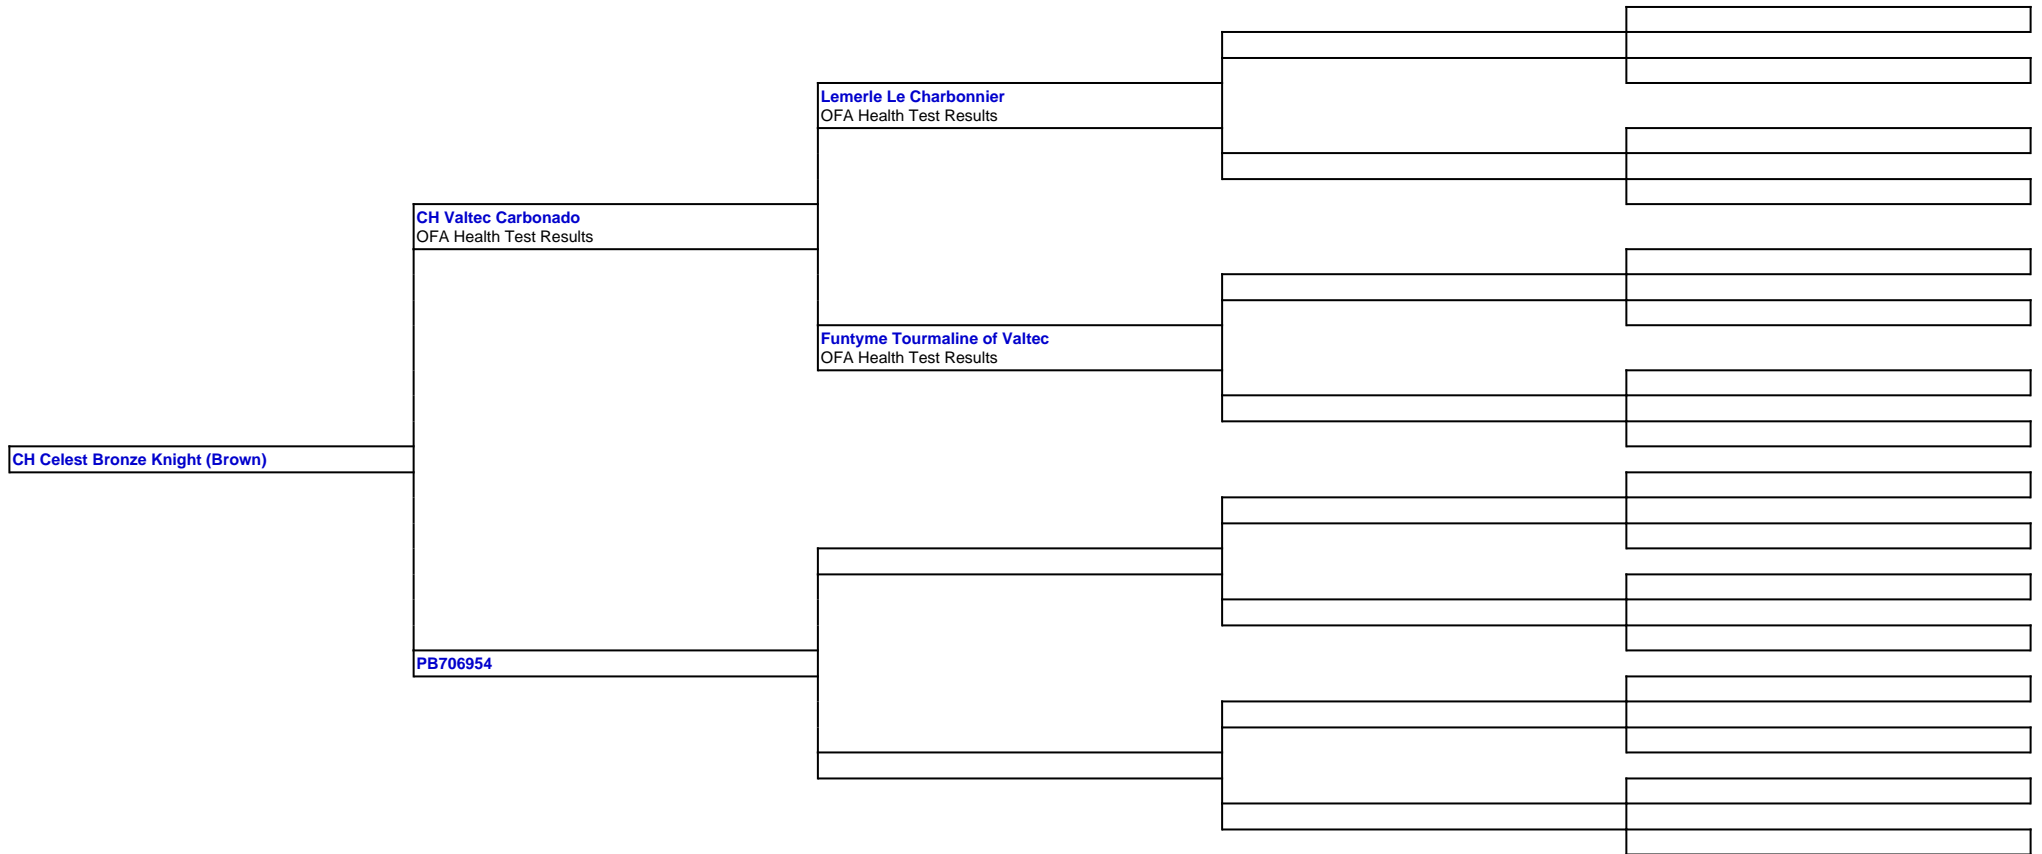 Lemerle Le Charbonnier
OFA Health Test Results
CH Valtec Carbonado
OFA Health Test Results
Funtyme Tourmaline of Valtec
OFA Health Test Results
CH Celest Bronze Knight (Brown)
PB706954